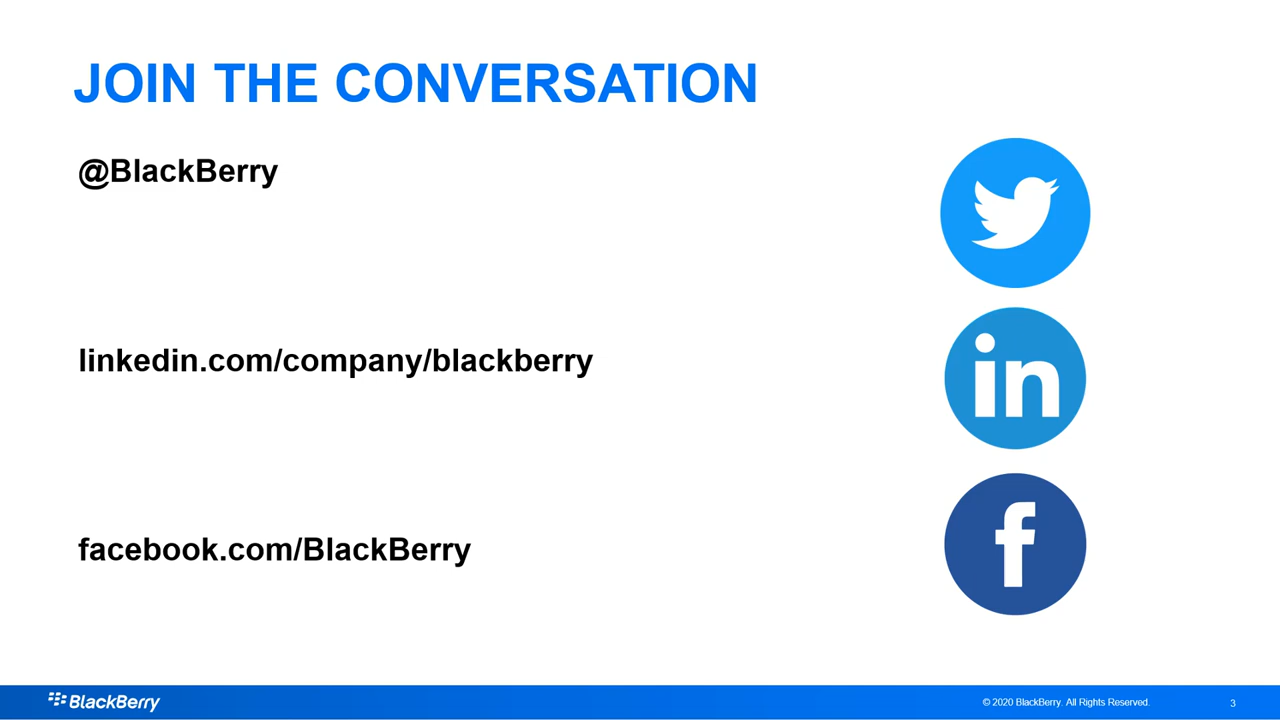 JOIN THE CONVERSATION
@BlackBerry
linkedin.com/company/blackberry
in
facebook.com/BlackBerry
f
BlackBerry
© 2020 BlackBerry. All Rights Reserved.
3